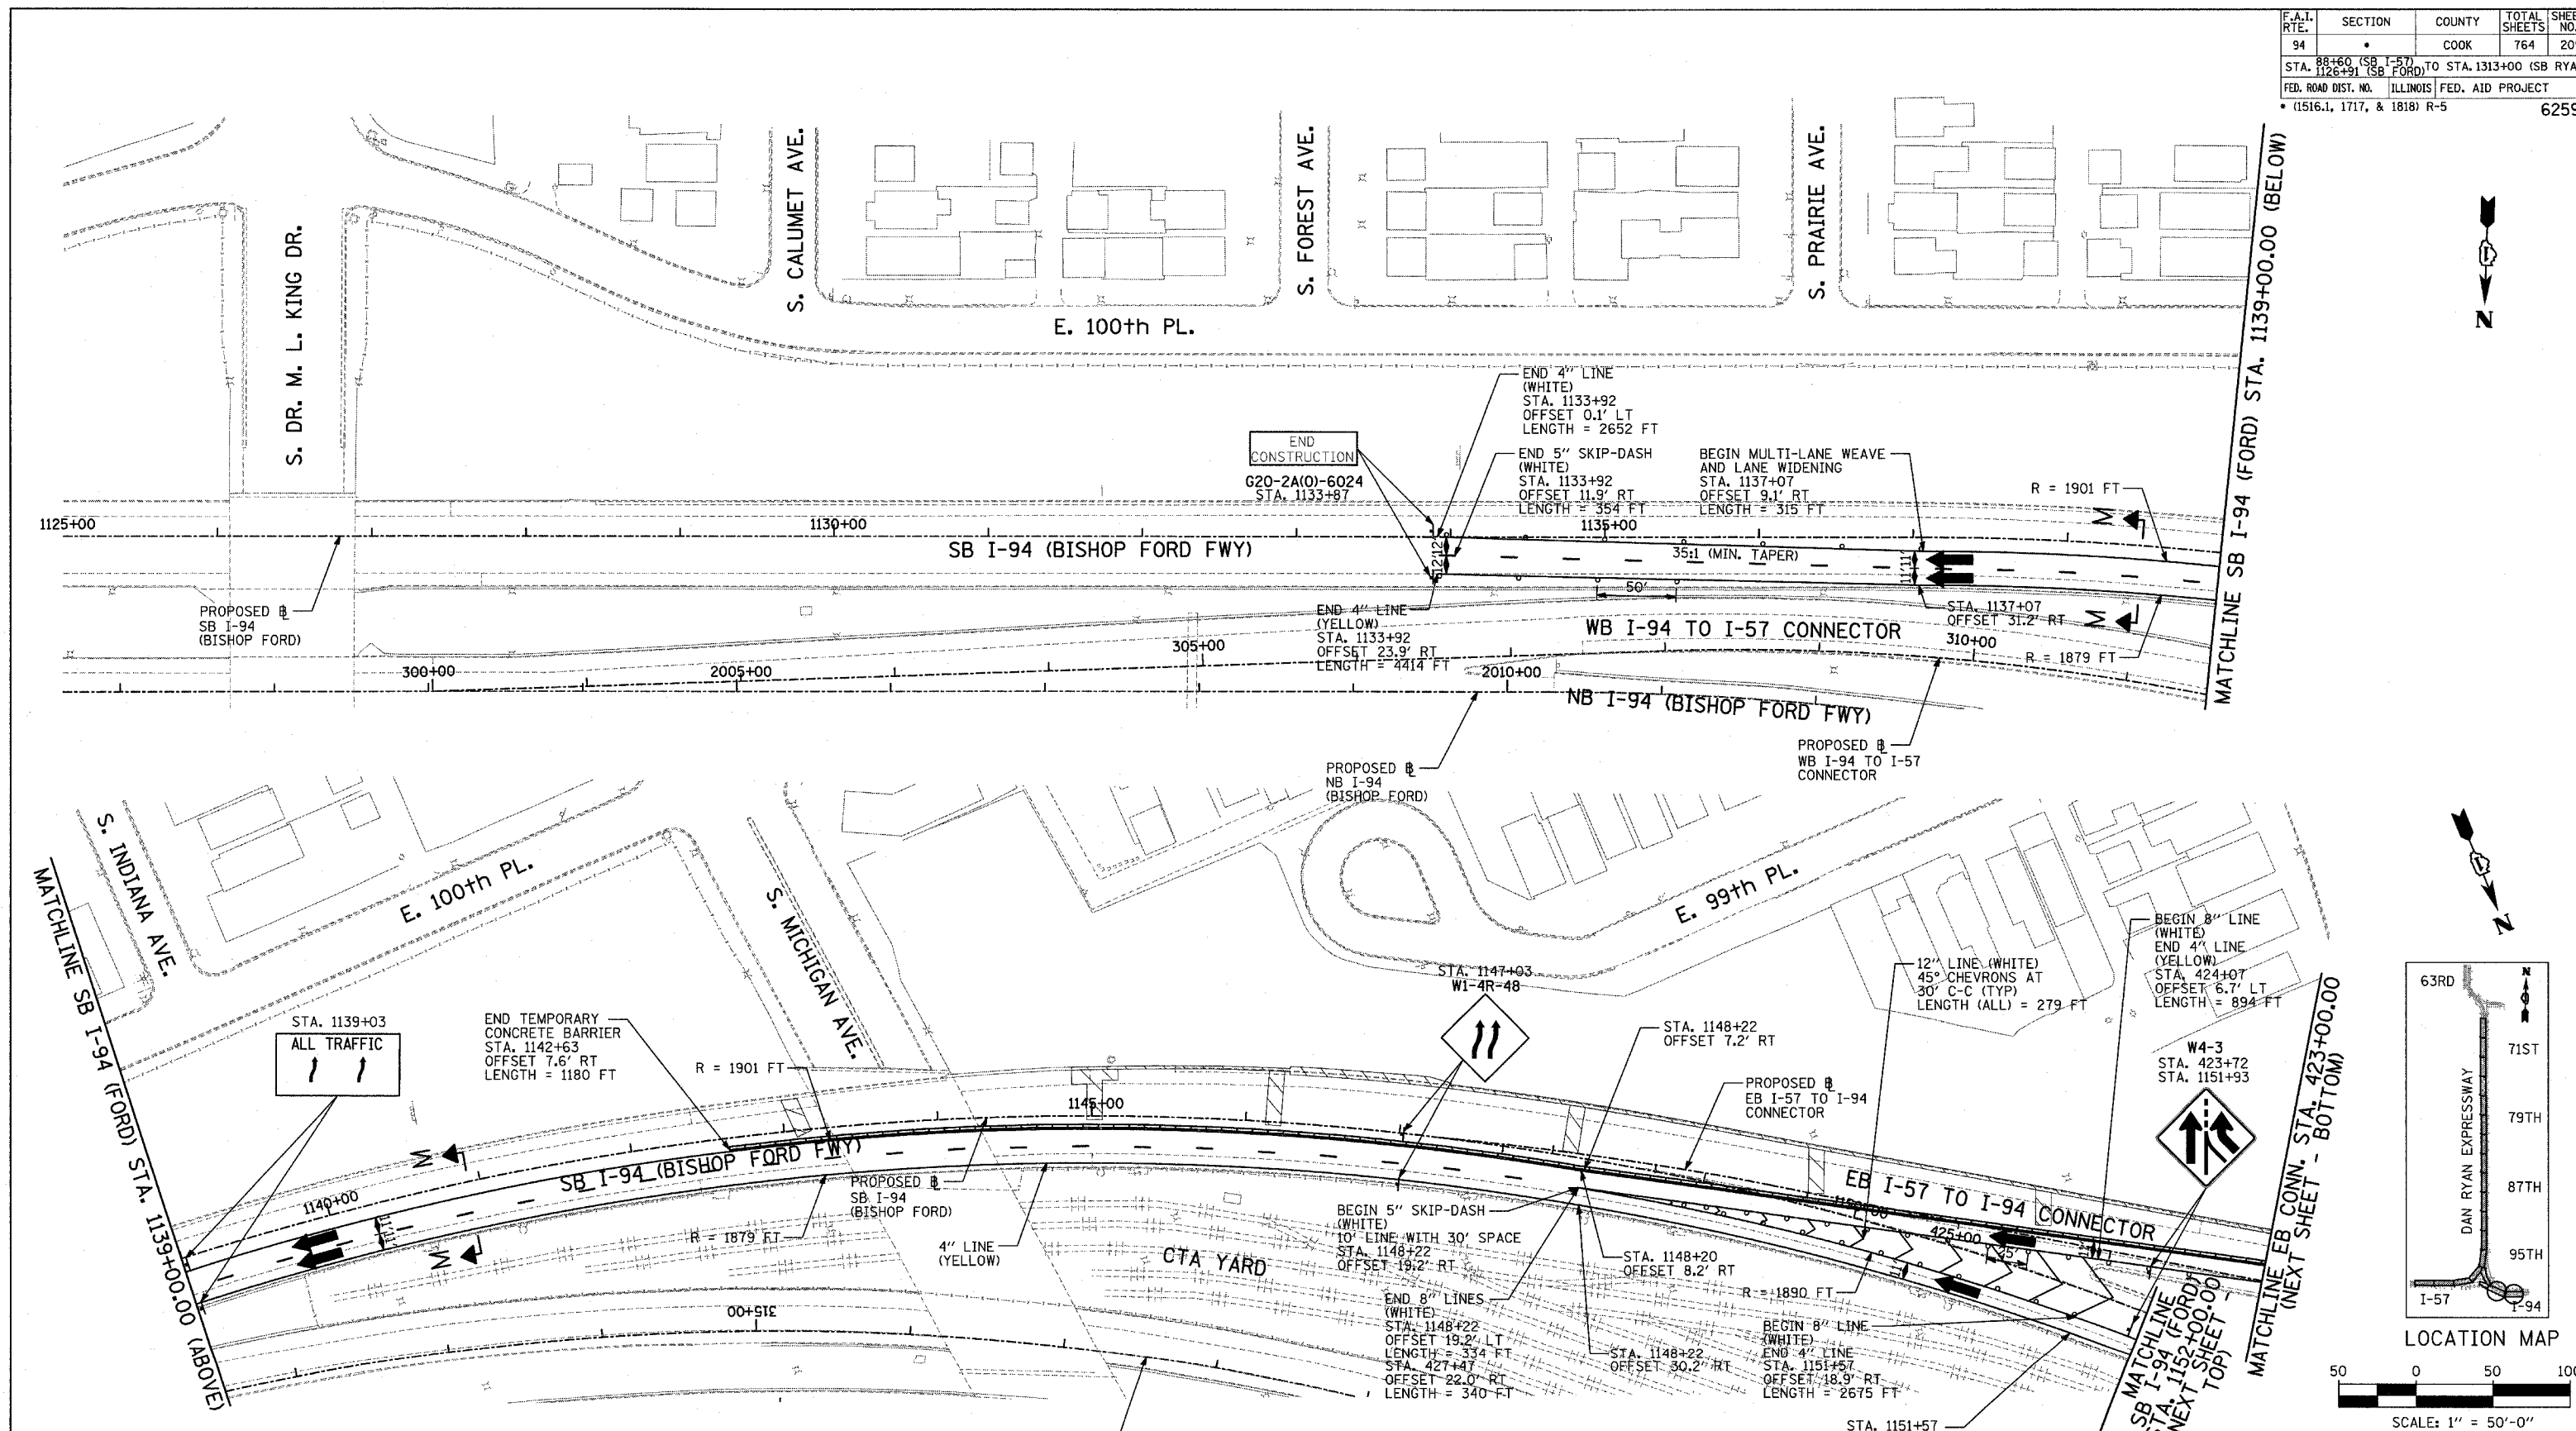 F.A.I. RTE. SECTION COUNTY TOTAL SHEETS
94 * COOK 764
STA. 88+60 (SB I-57) 1126+91 (SB FORD) TO STA. 1313+00 (SB RYA
FED. ROAD DIST. NO. ILLINOIS FED. AID PROJECT
* (1516.1, 1717, & 1818) R-5
6259
S. DR. M. L. KING DR.
S. CALUMET AVE.
S. FOREST AVE.
S. PRAIRIE AVE.
E. 100th PL.
MATCHLINE SB I-94 (FORD) STA. 1139+00.00 (BELOW)
N
END 4" LINE
(WHITE)
STA. 1133+92
OFFSET 0.1' LT
LENGTH = 2652 FT
END
CONSTRUCTION
G20-2A(O)-6024
STA. 1133+87
END 5" SKIP-DASH
(WHITE)
STA. 1133+92
OFFSET 11.9' RT
LENGTH = 354 FT
BEGIN MULTI-LANE WEAVE
AND LANE WIDENING
STA. 1137+07
OFFSET 9.1' RT
LENGTH = 315 FT
R = 1901 FT
M
1125+00
1130+00
1135+00
SB I-94 (BISHOP FORD FWY)
12' 12'
35:1 (MIN. TAPER)
11' 11'
50'
PROPOSED
SB I-94
(BISHOP FORD)
END 4" LINE
(YELLOW)
STA. 1133+92
OFFSET 23.9' RT
LENGTH = 4414 FT
STA. 1137+07
OFFSET 31.2' RT
M
WB I-94 TO I-57 CONNECTOR
R = 1879 FT
300+00
2005+00
305+00
2010+00
310+00
NB I-94 (BISHOP FORD FWY)
PROPOSED
NB I-94
(BISHOP FORD)
PROPOSED
WB I-94 TO I-57
CONNECTOR
S. INDIANA AVE.
E. 100th PL.
S. MICHIGAN AVE.
E. 99th PL.
N
MATCHLINE SB I-94 (FORD) STA. 1139+00.00 (ABOVE)
STA. 1139+03
ALL TRAFFIC
END TEMPORARY
CONCRETE BARRIER
STA. 1142+63
OFFSET 7.6' RT
LENGTH = 1180 FT
R = 1901 FT
1145+00
STA. 1147+03
W1-4R-48
STA. 1148+22
OFFSET 7.2' RT
12" LINE (WHITE)
45° CHEVRONS AT
30' C-C (TYP)
LENGTH (ALL) = 279 FT
BEGIN 8" LINE
(WHITE)
END 4" LINE
(YELLOW)
STA. 424+07
OFFSET 6.7' LT
LENGTH = 894 FT
W4-3
STA. 423+72
STA. 1151+93
PROPOSED
EB I-57 TO I-94
CONNECTOR
M
1140+00
SB I-94 (BISHOP FORD FWY)
11' 11'
M
PROPOSED
SB I-94
(BISHOP FORD)
R = 1879 FT
4" LINE
(YELLOW)
CTA YARD
315+00
BEGIN 5" SKIP-DASH
(WHITE)
10' LINE WITH 30' SPACE
STA. 1148+22
OFFSET 19.2' RT
END 8" LINES
(WHITE)
STA. 1148+22
OFFSET 19.2' LT
LENGTH = 334 FT
STA. 427+47
OFFSET 22.0' RT
LENGTH = 340 FT
STA. 1148+20
OFFSET 8.2' RT
STA. 1148+22
OFFSET 30.2' RT
EB I-57 TO I-94 CONNECTOR
425+00
25'
R = 1890 FT
BEGIN 8" LINE
(WHITE)
END 4" LINE
STA. 1151+57
OFFSET 18.9' RT
LENGTH = 2675 FT
STA. 1151+57
MATCHLINE
SB I-94 (FORD)
STA. 1152+00.00
(NEXT SHEET -
TOP)
MATCHLINE EB CONN. STA. 423+00.00
(NEXT SHEET - BOTTOM)
63RD
N
71ST
79TH
DAN RYAN EXPRESSWAY
87TH
95TH
I-57
I-94
LOCATION MAP
50 0 50 100
SCALE: 1" = 50'-0"